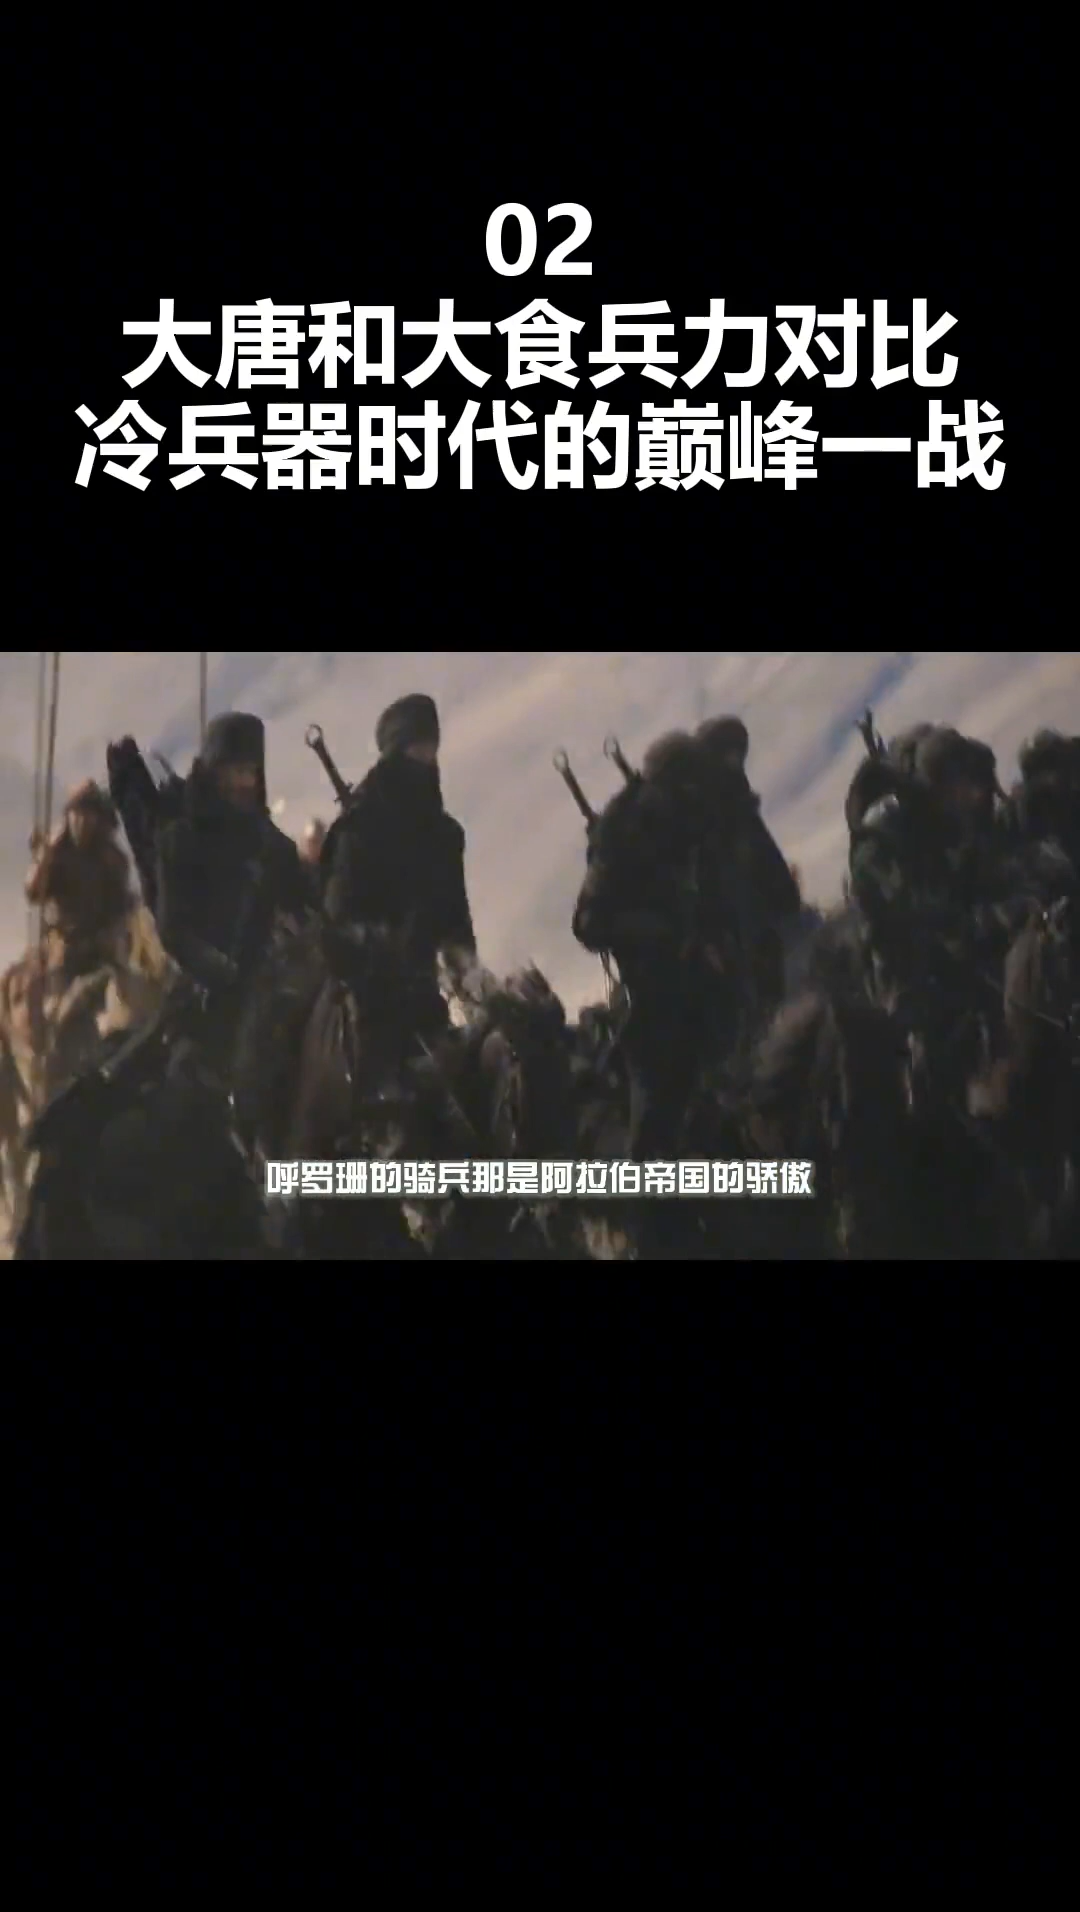 02
大唐和大食兵力对比
冷兵器时代的巅峰一战
呼罗珊的骑兵那是阿拉伯帝国的骄傲